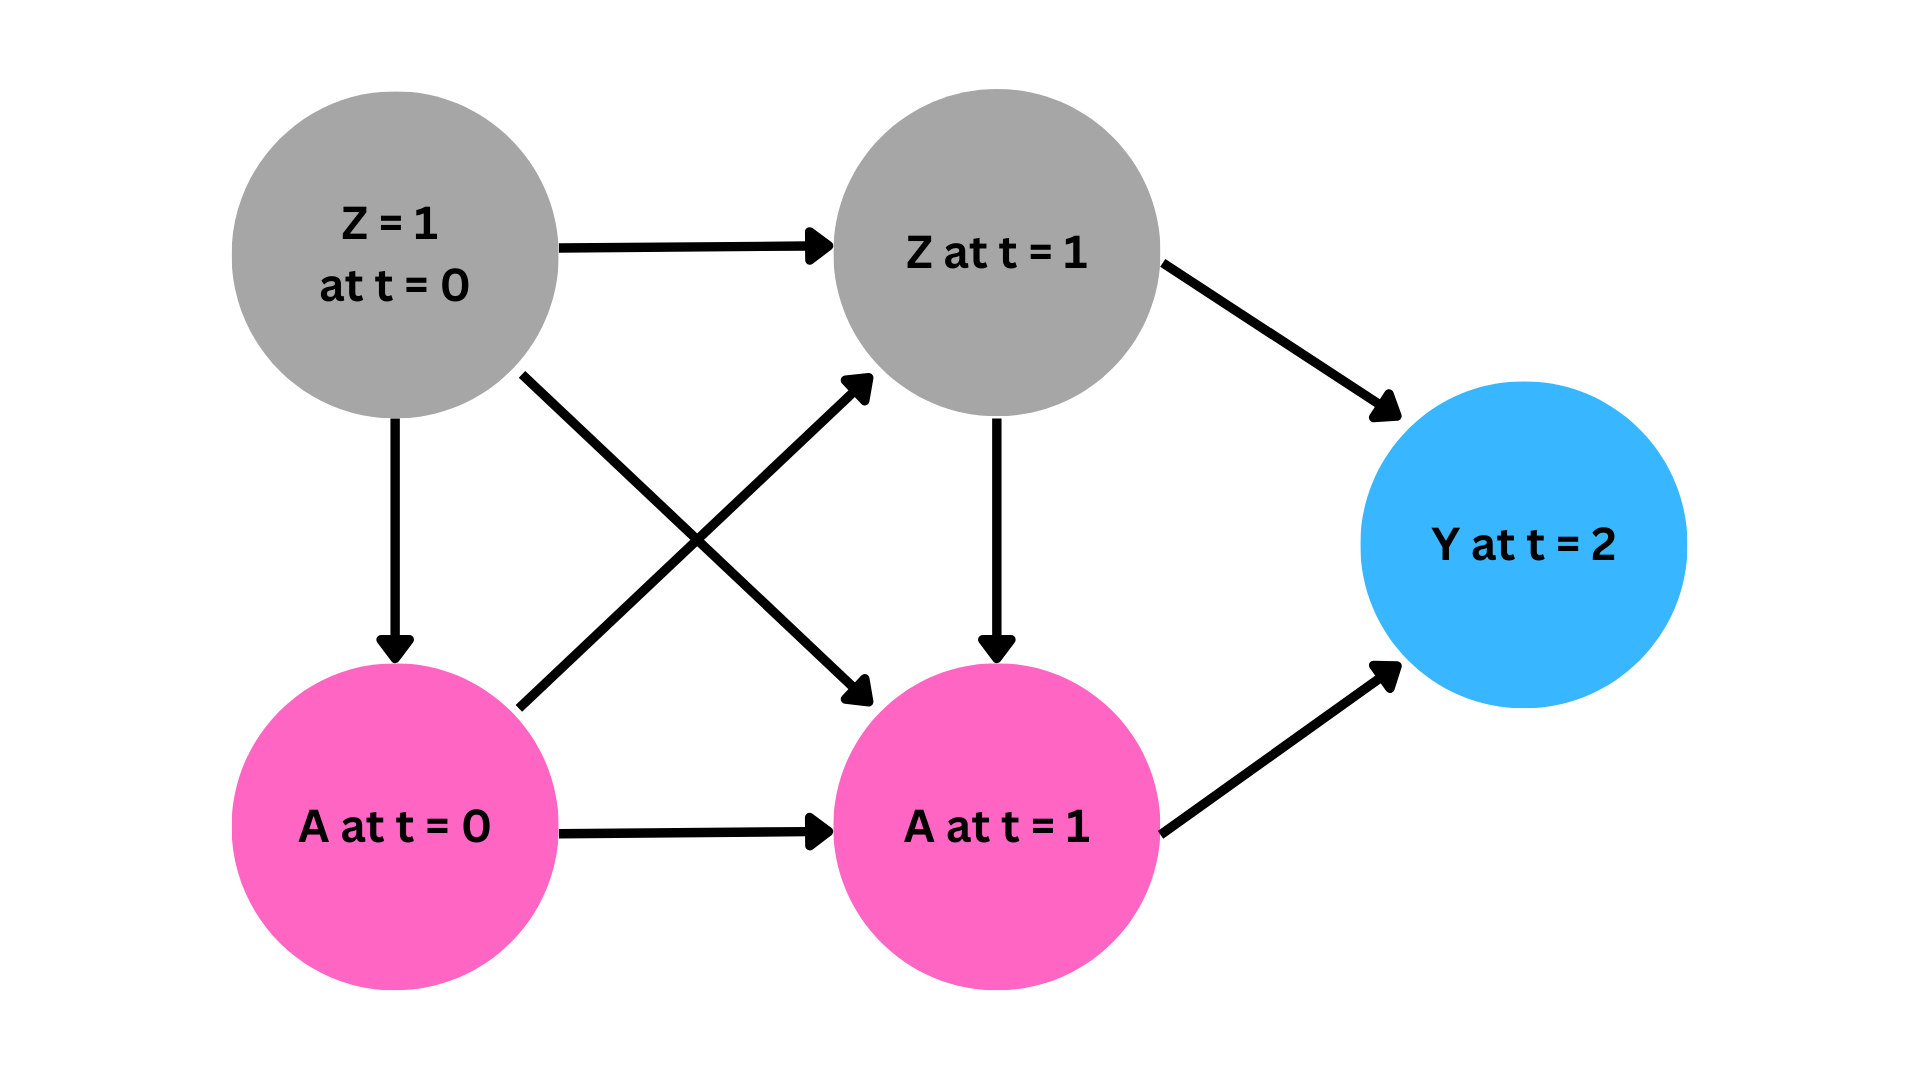 Z = 1
at t = 0
Z at t = 1
Y at t = 2
A at t = 0
A at t = 1